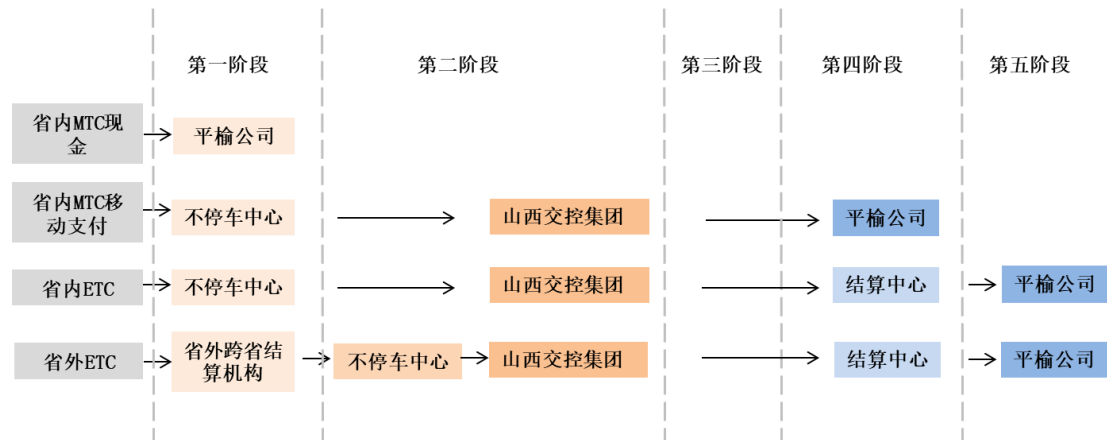 第一阶段
第二阶段
第三阶段
第四阶段
第五阶段
省内MTC现
金
平榆公司
省内MTC移
动支付
不停车中心
山西交控集团
平榆公司
省内ETC
不停车中心
山西交控集团
结算中心
平榆公司
省外ETC
省外跨省结
算机构
不停车中心
山西交控集团
结算中心
平榆公司